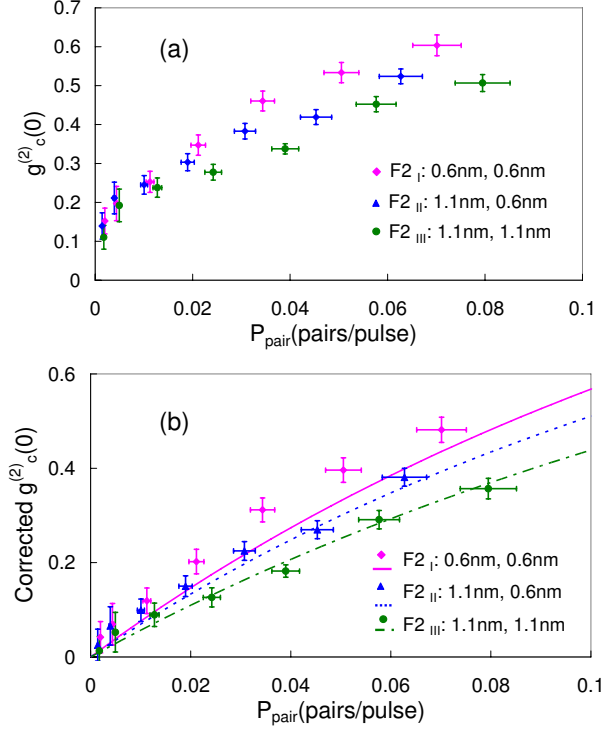 (a)
g⁽²⁾c(0)
0.7
0.6
0.5
0.4
0.3
0.2
0.1
0
F2 I: 0.6nm, 0.6nm
F2 II: 1.1nm, 0.6nm
F2 III: 1.1nm, 1.1nm
0 0.02 0.04 0.06 0.08 0.1
Ppair(pairs/pulse)
(b)
Corrected g⁽²⁾c(0)
0.6
0.4
0.2
0
F2 I: 0.6nm, 0.6nm
F2 II: 1.1nm, 0.6nm
F2 III: 1.1nm, 1.1nm
0 0.02 0.04 0.06 0.08 0.1
Ppair(pairs/pulse)